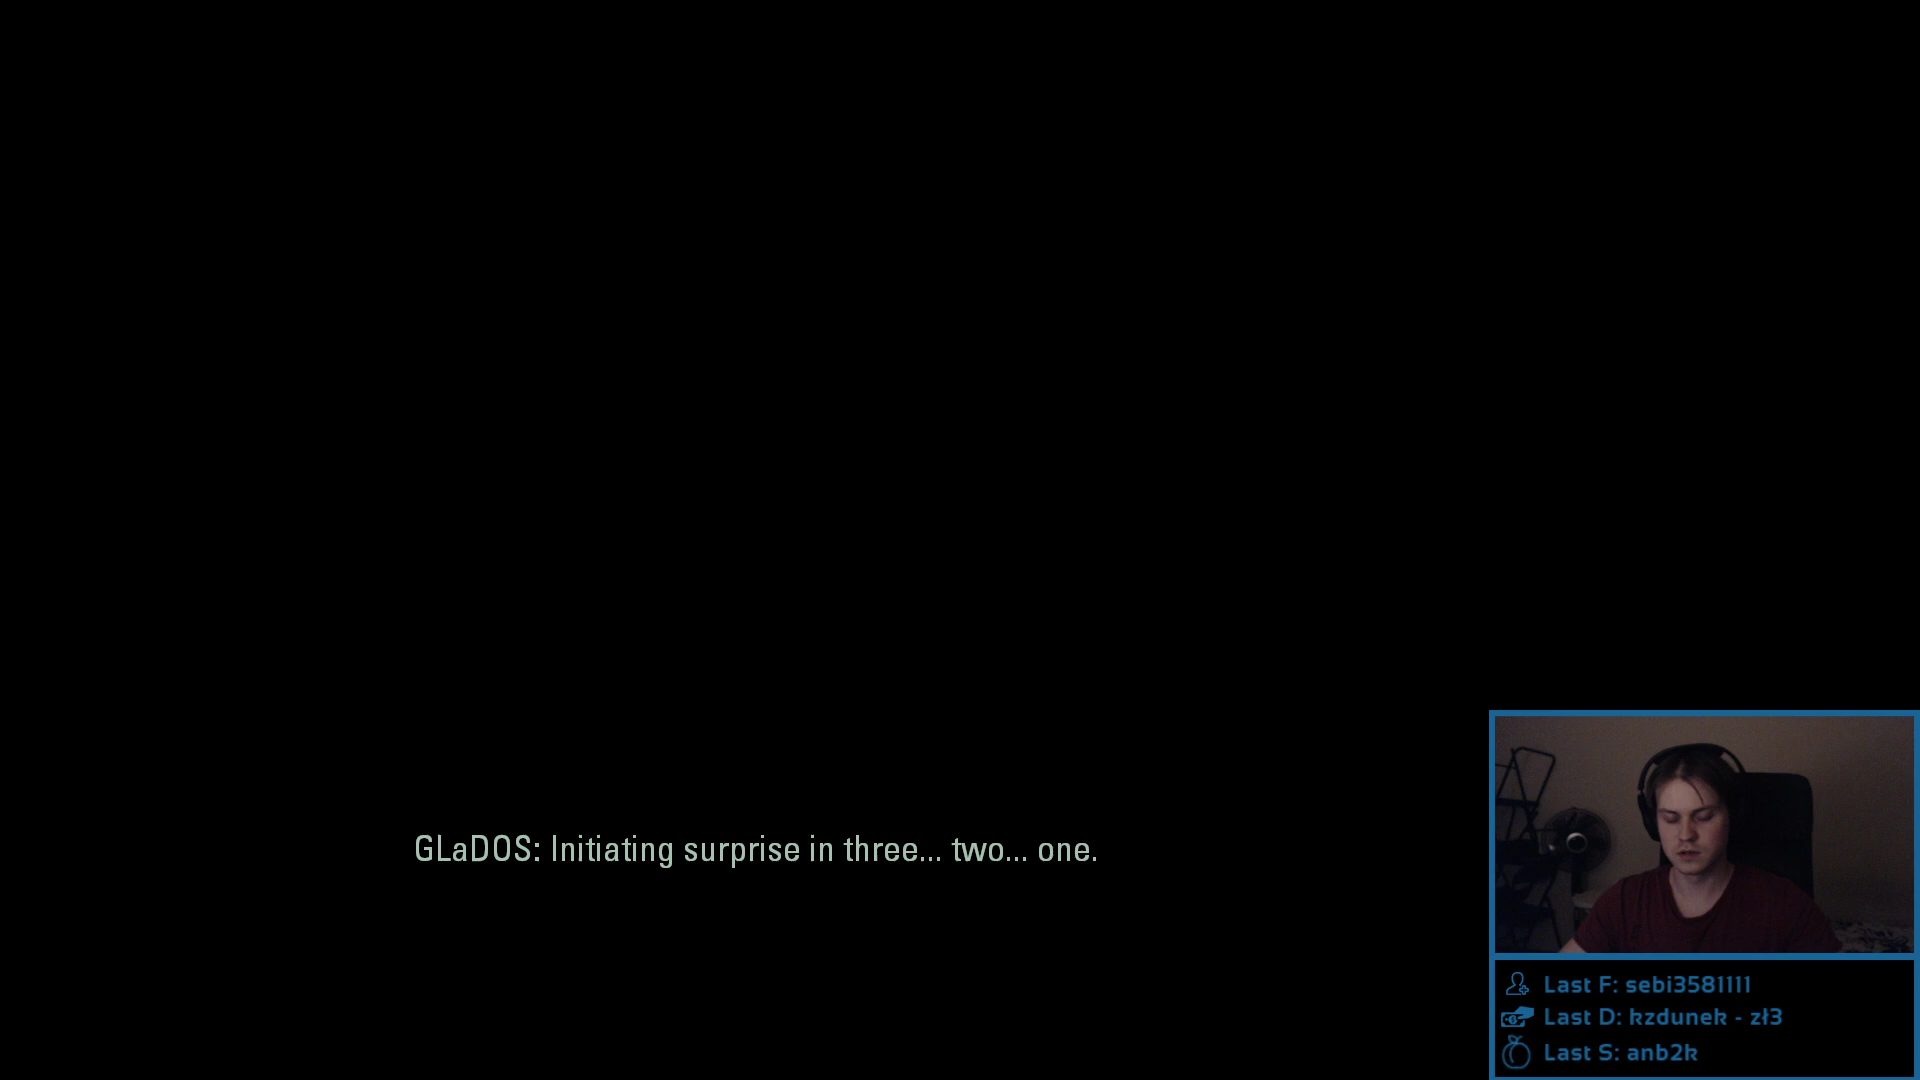 GLaDOS: Initiating surprise in three... two... one.
Last F: sebi3581111
Last D: kzdunek - zł3
Last S: anb2k